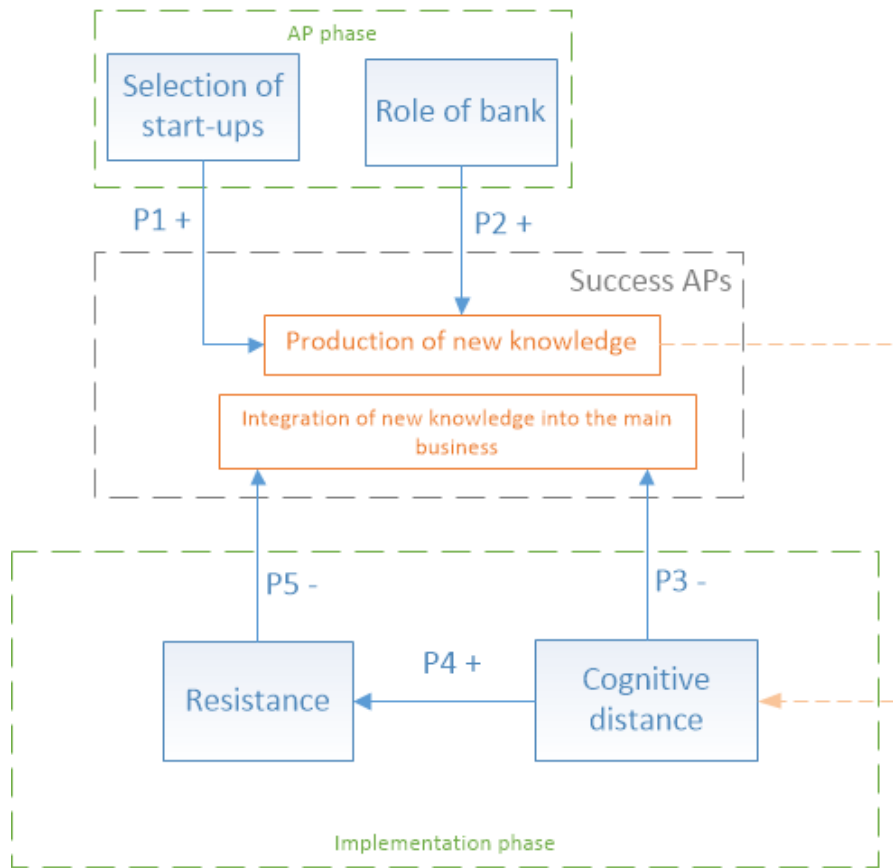 AP phase
Selection of
start-ups
Role of bank
P1 +
P2 +
Success APs
Production of new knowledge
Integration of new knowledge into the main
business
P5 -
P3 -
P4 +
Resistance
Cognitive
distance
Implementation phase